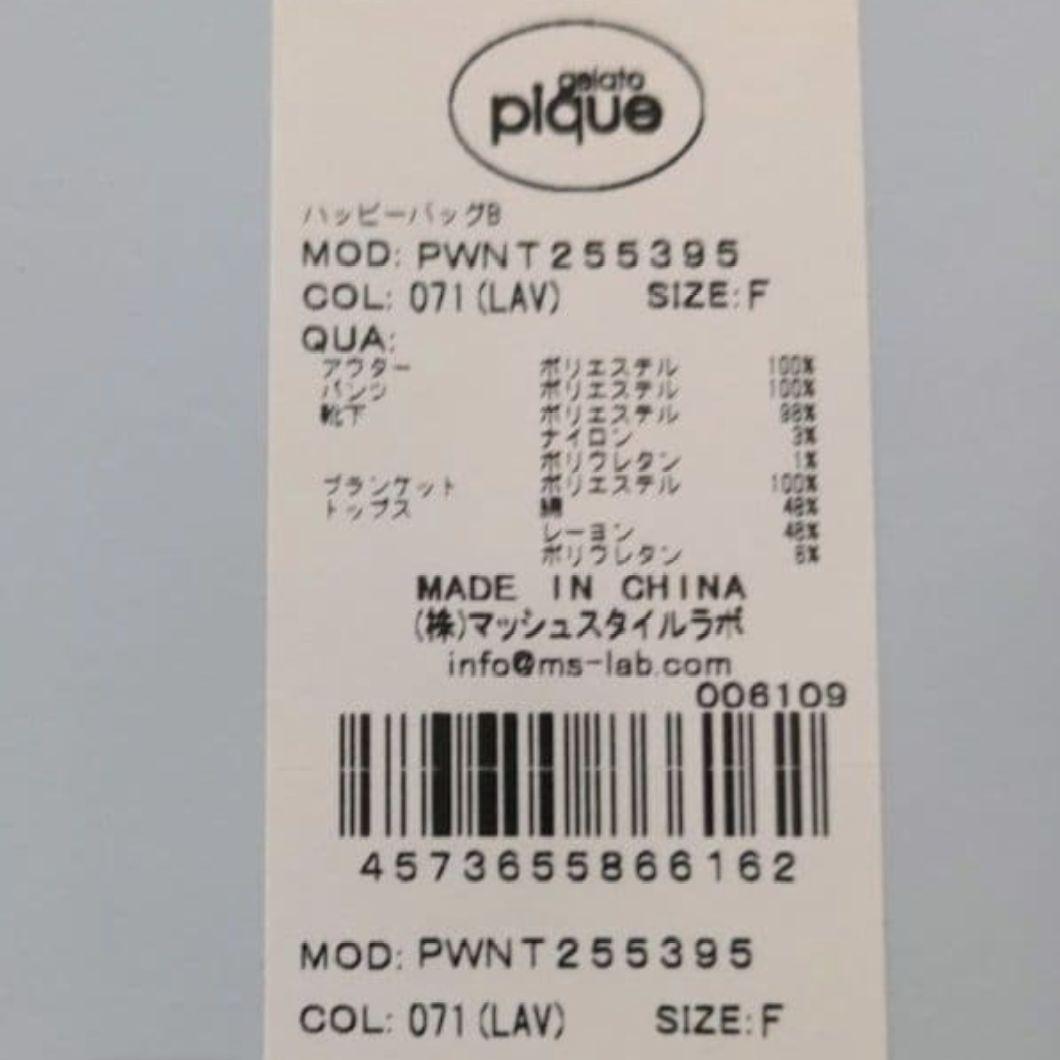 gelato
pique
ハッピーバッグB
MOD: PWNT255395
COL: 071(LAV) SIZE:F
QUA:
アウター ポリエステル 100%
パンツ ポリエステル 100%
靴下 ポリエステル
ナイロン 3%
ポリウレタン 1%
ブランケット ポリエステル 100%
トップス 綿
レーヨン
ポリウレタン
MADE IN CHINA
(株)マッシュスタイルラボ
info@ms-lab.com
006109
4573655866162
MOD: PWNT255395
COL: 071(LAV) SIZE:F